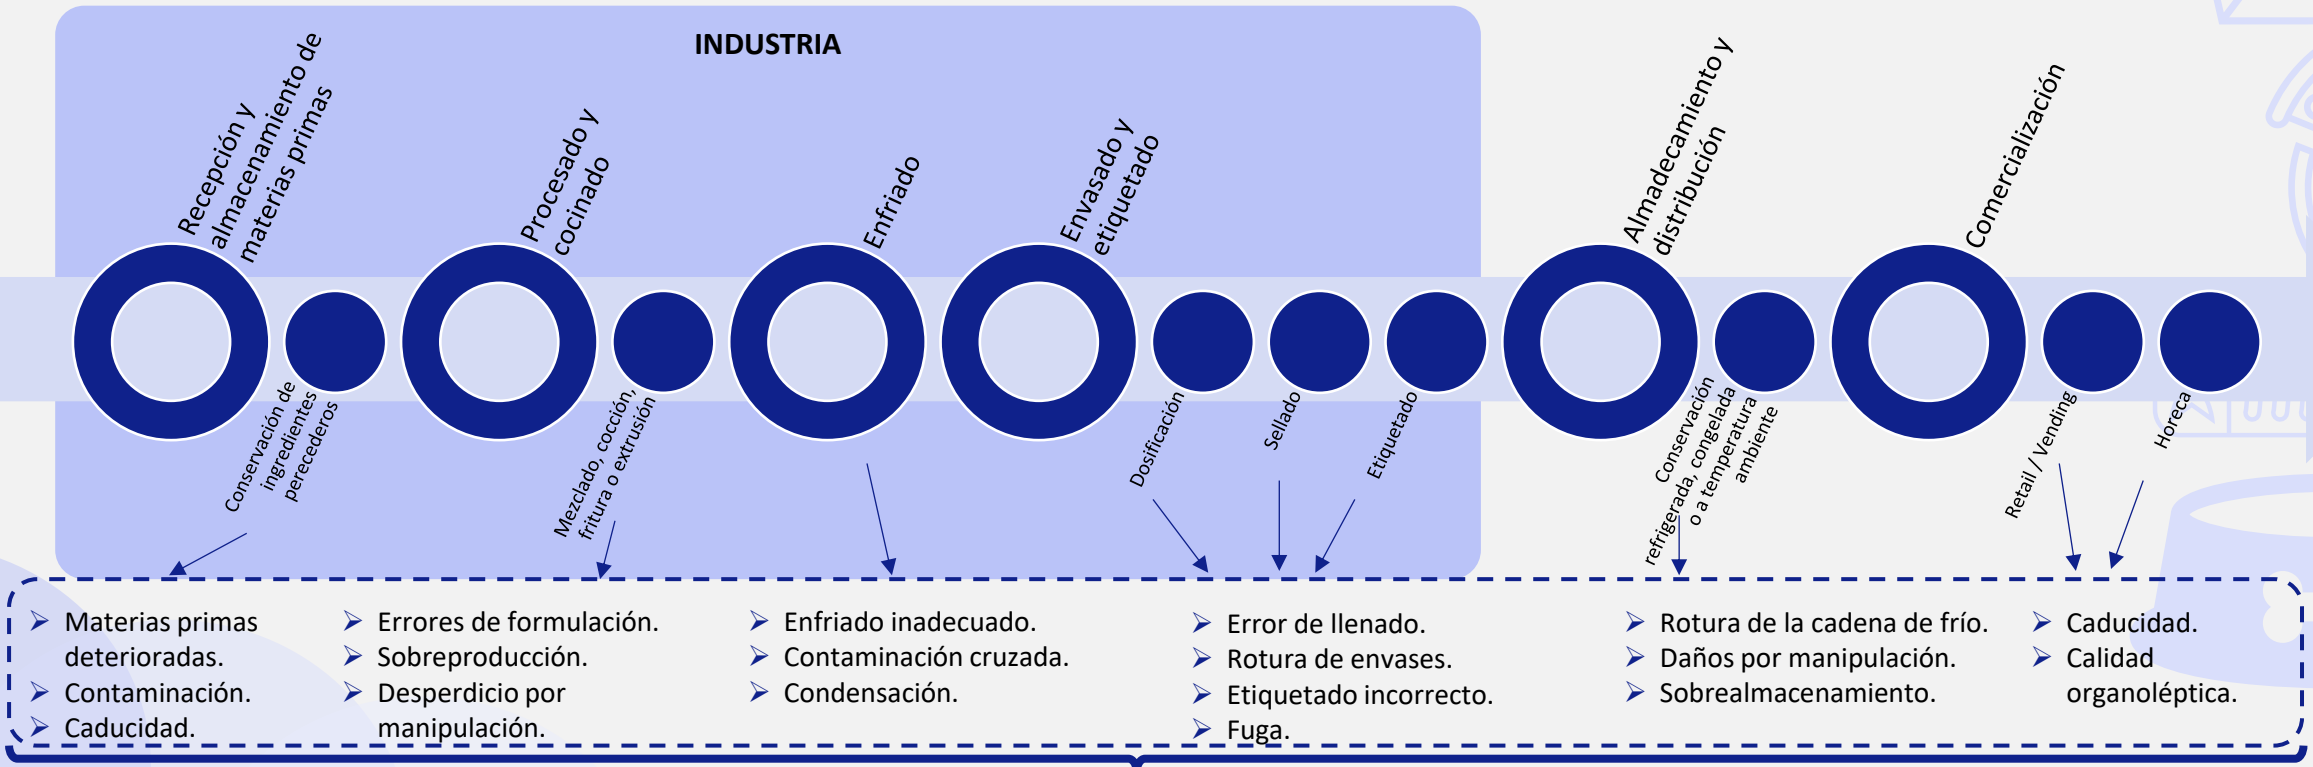 INDUSTRIA
Recepción y
almacenamiento de
materias primas
Procesado y
cocinado
Enfriado
Envasado y
etiquetado
Almadecamiento y
distribución
Comercialización
Conservación de
ingredientes
perecederos
Mezclado, cocción,
fritura o extrusión
Dosificación
Sellado
Etiquetado
Conservación
refrigerada, congelada
o a temperatura
ambiente
Retail / Vending
Horeca
➢ Materias primas
deterioradas.
➢ Contaminación.
➢ Caducidad.
➢ Errores de formulación.
➢ Sobreproducción.
➢ Desperdicio por
manipulación.
➢ Enfriado inadecuado.
➢ Contaminación cruzada.
➢ Condensación.
➢ Error de llenado.
➢ Rotura de envases.
➢ Etiquetado incorrecto.
➢ Fuga.
➢ Rotura de la cadena de frío.
➢ Daños por manipulación.
➢ Sobrealmacenamiento.
➢ Caducidad.
➢ Calidad
organoléptica.